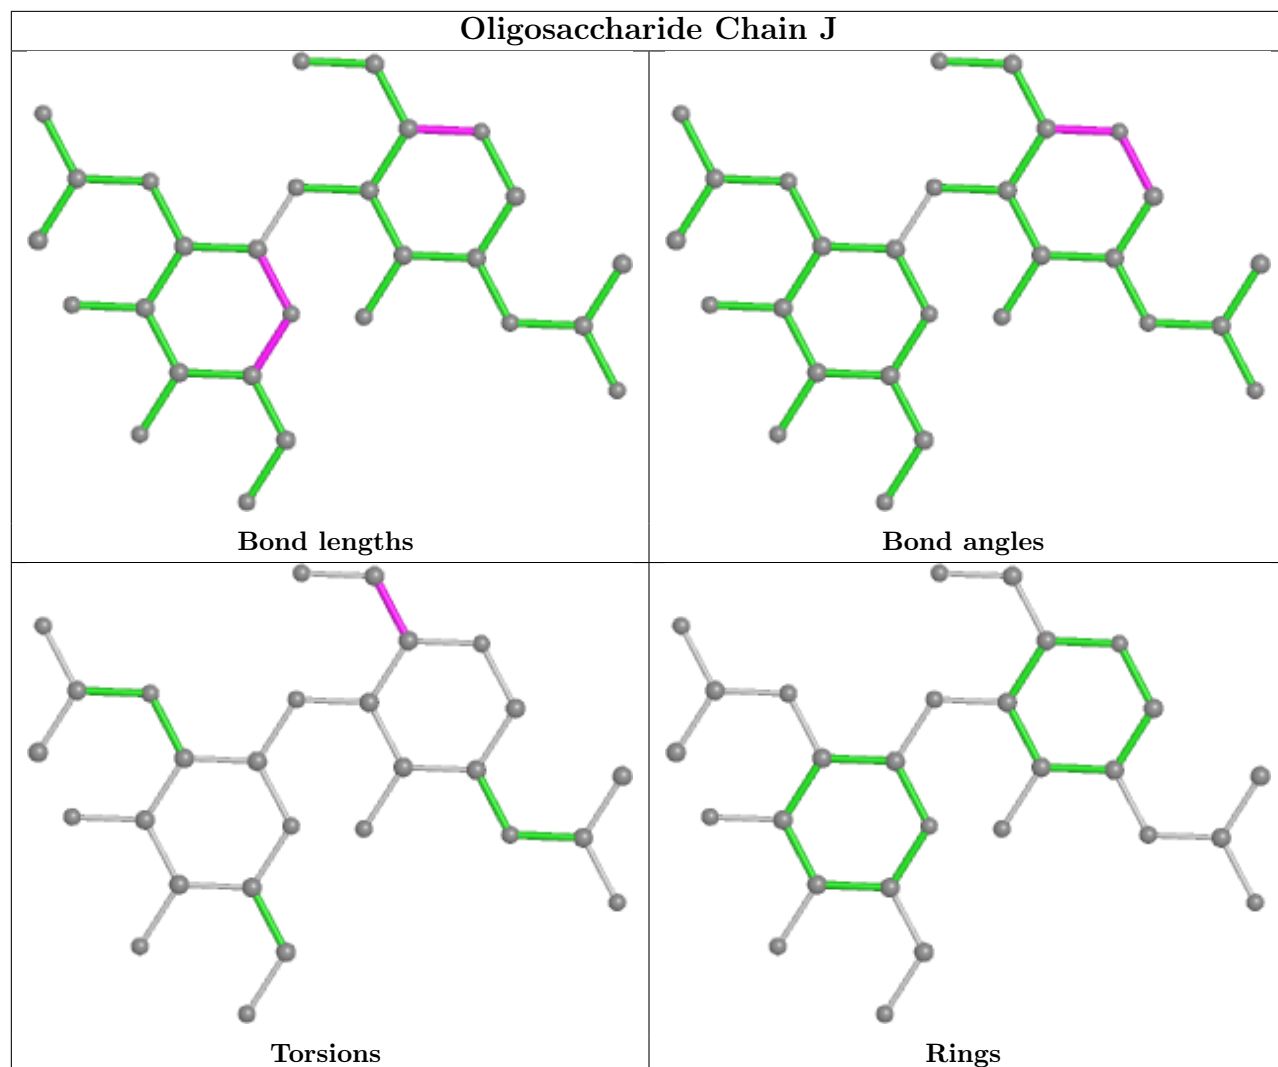 Oligosaccharide Chain J
Bond lengths
Bond angles
Torsions
Rings